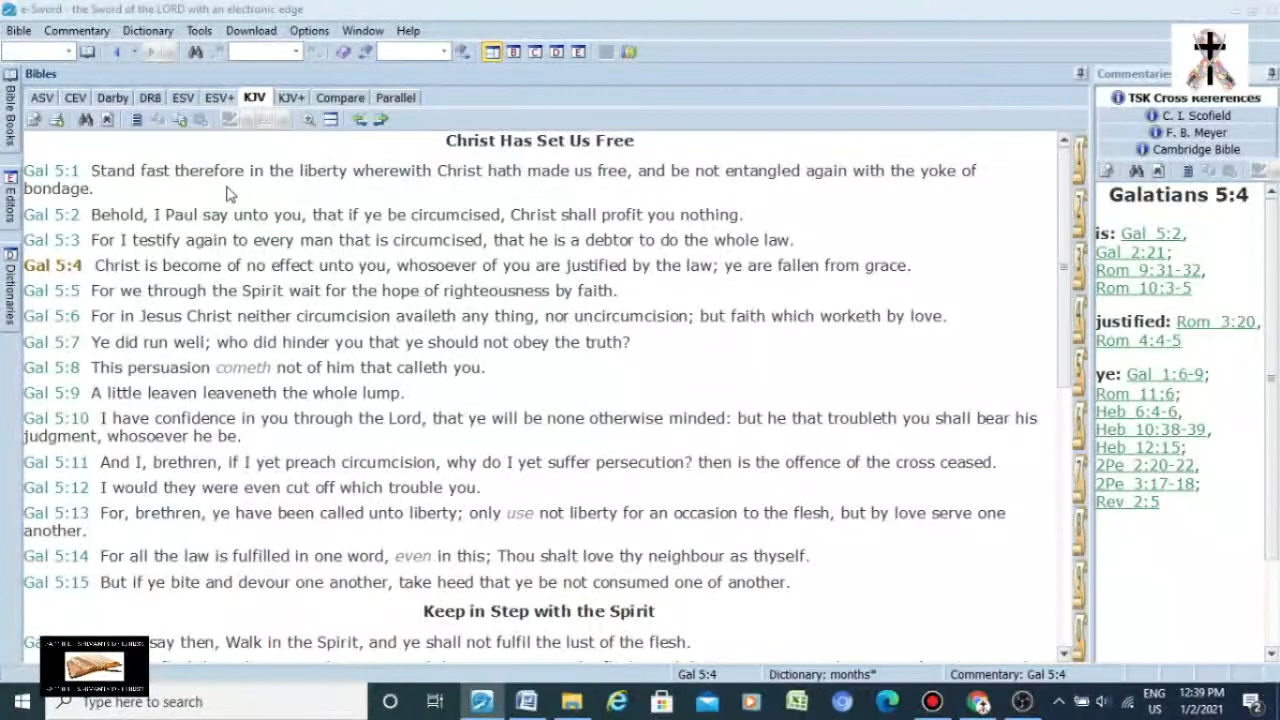 e-Sword - the Sword of the LORD with an electronic edge
Bible Commentary Dictionary Tools Download Options Window Help
B C D E
Bibles
Commentaries
ASV CEV Darby DRB ESV ESV+ KJV KJV+ Compare Parallel
TSK Cross References
C. I. Scofield
F. B. Meyer
Cambridge Bible
Bible Books
Editors
Dictionaries
Christ Has Set Us Free
Gal 5:1 Stand fast therefore in the liberty wherewith Christ hath made us free, and be not entangled again with the yoke of
bondage.
Gal 5:2 Behold, I Paul say unto you, that if ye be circumcised, Christ shall profit you nothing.
Gal 5:3 For I testify again to every man that is circumcised, that he is a debtor to do the whole law.
Gal 5:4 Christ is become of no effect unto you, whosoever of you are justified by the law; ye are fallen from grace.
Gal 5:5 For we through the Spirit wait for the hope of righteousness by faith.
Gal 5:6 For in Jesus Christ neither circumcision availeth any thing, nor uncircumcision; but faith which worketh by love.
Gal 5:7 Ye did run well; who did hinder you that ye should not obey the truth?
Gal 5:8 This persuasion cometh not of him that calleth you.
Gal 5:9 A little leaven leaveneth the whole lump.
Gal 5:10 I have confidence in you through the Lord, that ye will be none otherwise minded: but he that troubleth you shall bear his
judgment, whosoever he be.
Gal 5:11 And I, brethren, if I yet preach circumcision, why do I yet suffer persecution? then is the offence of the cross ceased.
Gal 5:12 I would they were even cut off which trouble you.
Gal 5:13 For, brethren, ye have been called unto liberty; only use not liberty for an occasion to the flesh, but by love serve one
another.
Gal 5:14 For all the law is fulfilled in one word, even in this; Thou shalt love thy neighbour as thyself.
Gal 5:15 But if ye bite and devour one another, take heed that ye be not consumed one of another.
Keep in Step with the Spirit
say then, Walk in the Spirit, and ye shall not fulfil the lust of the flesh.
Galatians 5:4
is: Gal 5:2,
Gal 2:21;
Rom 9:31-32,
Rom 10:3-5
justified: Rom 3:20,
Rom 4:4-5
ye: Gal 1:6-9;
Rom 11:6;
Heb 6:4-6,
Heb 10:38-39,
Heb 12:15;
2Pe 2:20-22,
2Pe 3:17-18;
Rev 2:5
Gal 5:4 Dictionary: months* Commentary: Gal 5:4
Type here to search
ENG
US
12:39 PM
1/2/2021
2